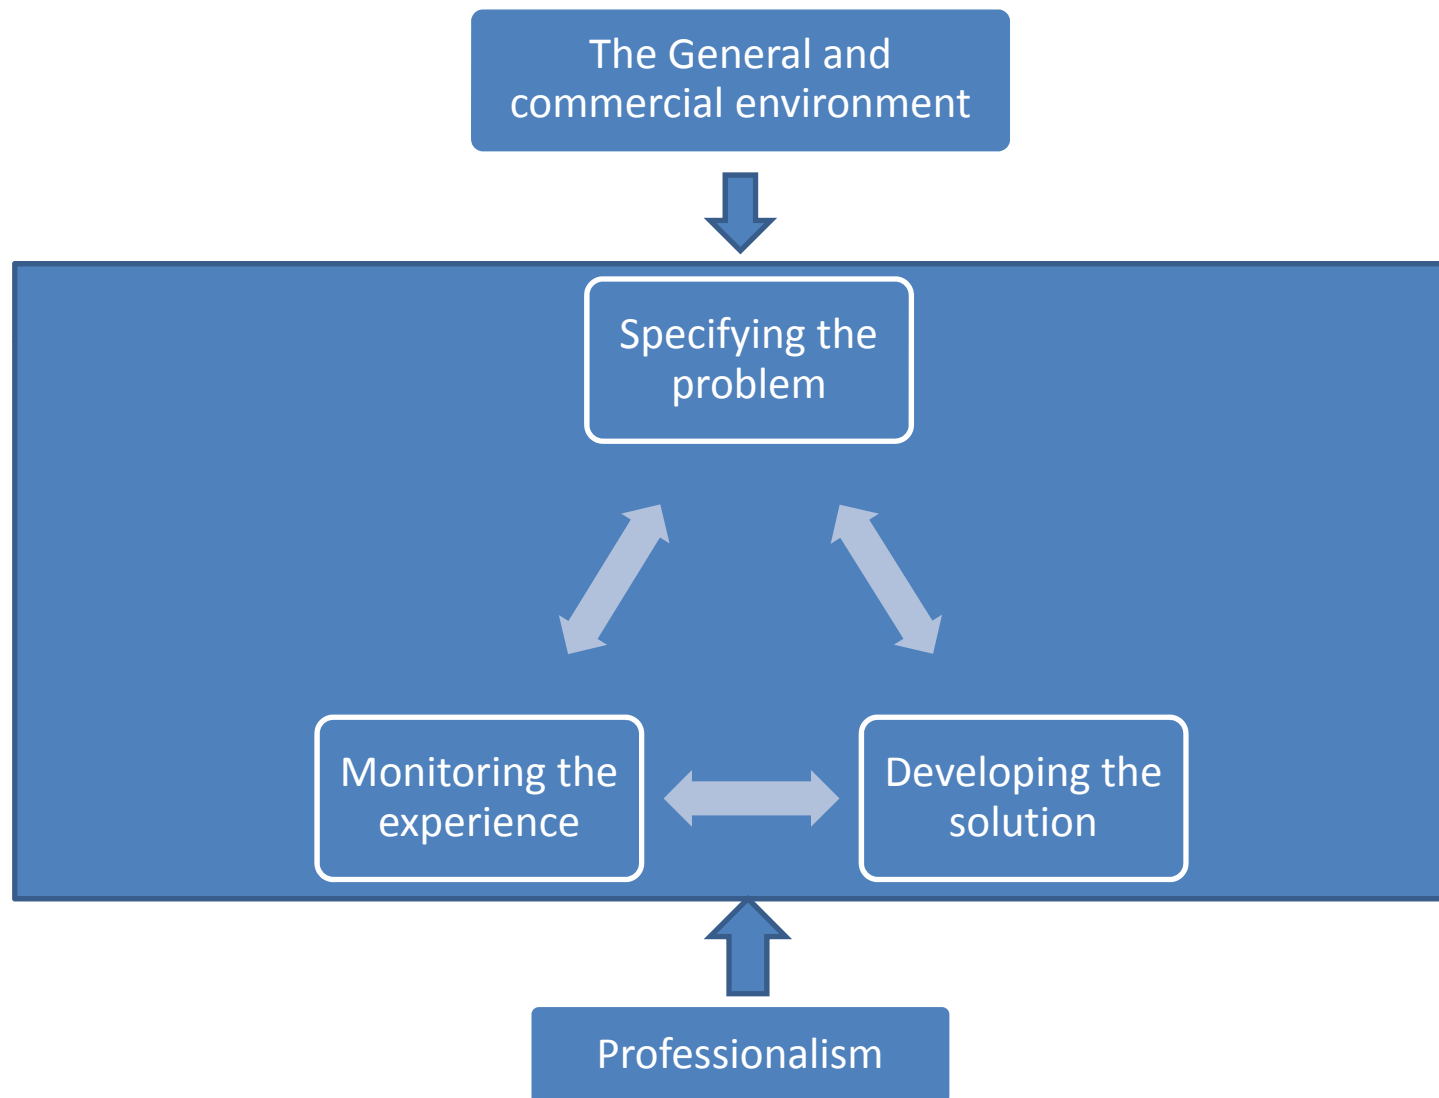 The General and
commercial environment
Specifying the
problem
Monitoring the
experience
Developing the
solution
Professionalism